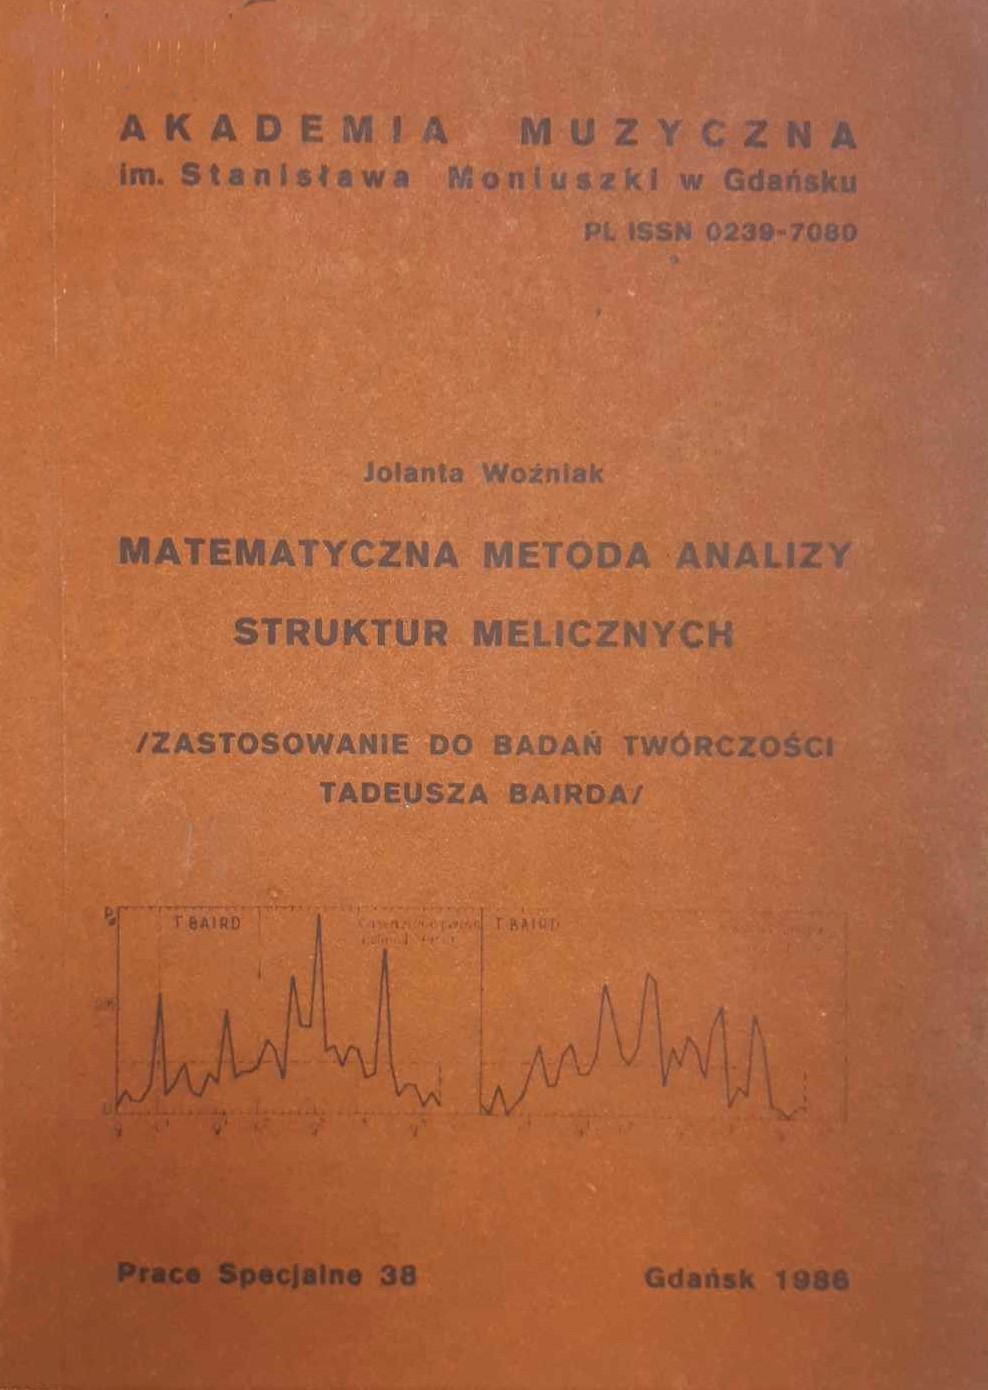 AKADEMIA MUZYCZNA
im. Stanisława Moniuszki w Gdańsku
PL ISSN 0239-7080
Jolanta Woźniak
MATEMATYCZNA METODA ANALIZY
STRUKTUR MELICZNYCH
/ZASTOSOWANIE DO BADAŃ TWÓRCZOŚCI
TADEUSZA BAIRDA/
T. BAIRD
T. BAIRD
Prace Specjalne 38
Gdańsk 1986